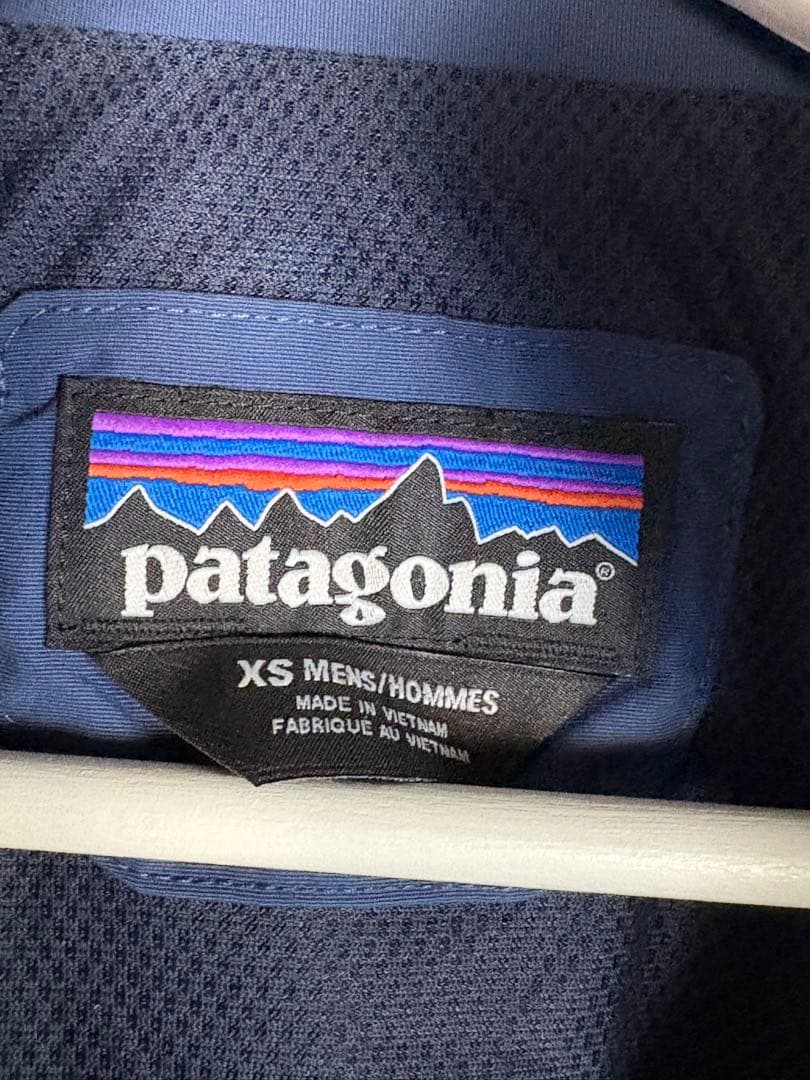 patagonia®
XS MENS/HOMMES
MADE IN VIETNAM
FABRIQUE AU VIETNAM